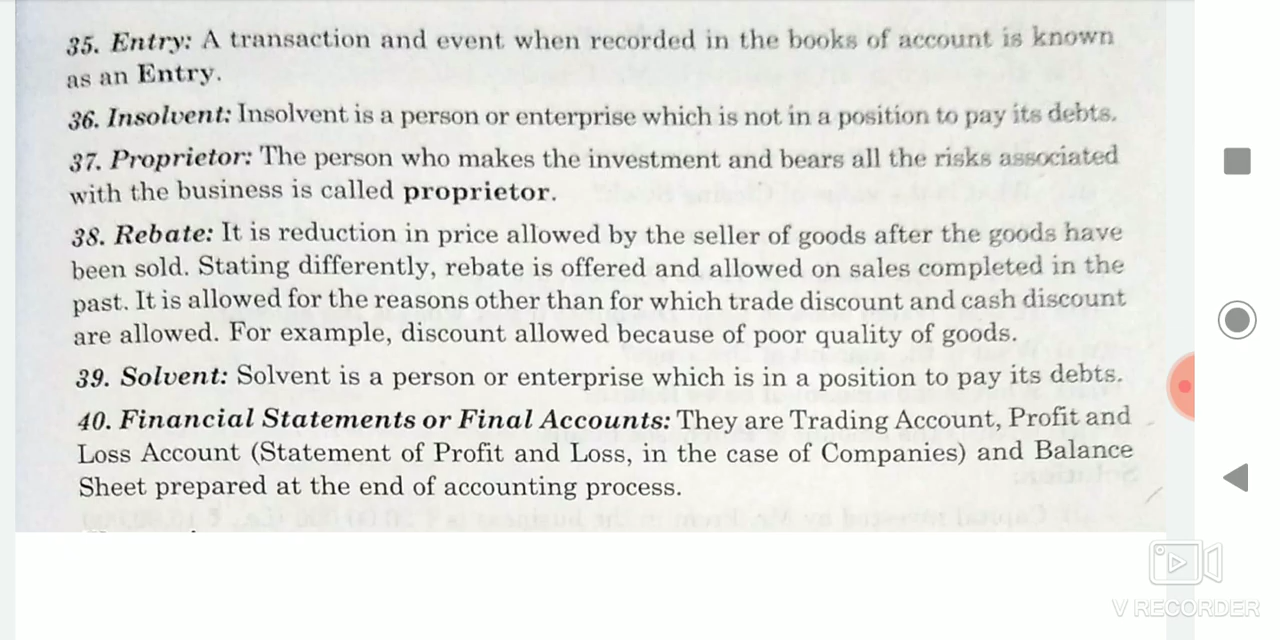 35. Entry: A transaction and event when recorded in the books of account is known
as an Entry.
36. Insolvent: Insolvent is a person or enterprise which is not in a position to pay its debts.
37. Proprietor: The person who makes the investment and bears all the risks associated
with the business is called proprietor.
38. Rebate: It is reduction in price allowed by the seller of goods after the goods have
been sold. Stating differently, rebate is offered and allowed on sales completed in the
past. It is allowed for the reasons other than for which trade discount and cash discount
are allowed. For example, discount allowed because of poor quality of goods.
39. Solvent: Solvent is a person or enterprise which is in a position to pay its debts.
40. Financial Statements or Final Accounts: They are Trading Account, Profit and
Loss Account (Statement of Profit and Loss, in the case of Companies) and Balance
Sheet prepared at the end of accounting process.
V RECORDER